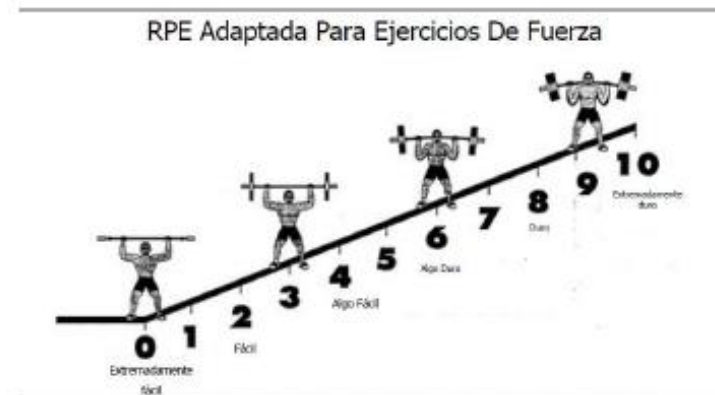 RPE Adaptada Para Ejercicios De Fuerza
0
Extremadamente
fácil
1
2
Fácil
3
4
Algo Fácil
5
6
Algo Duro
7
8
Duro
9
10
Extremadamente
duro